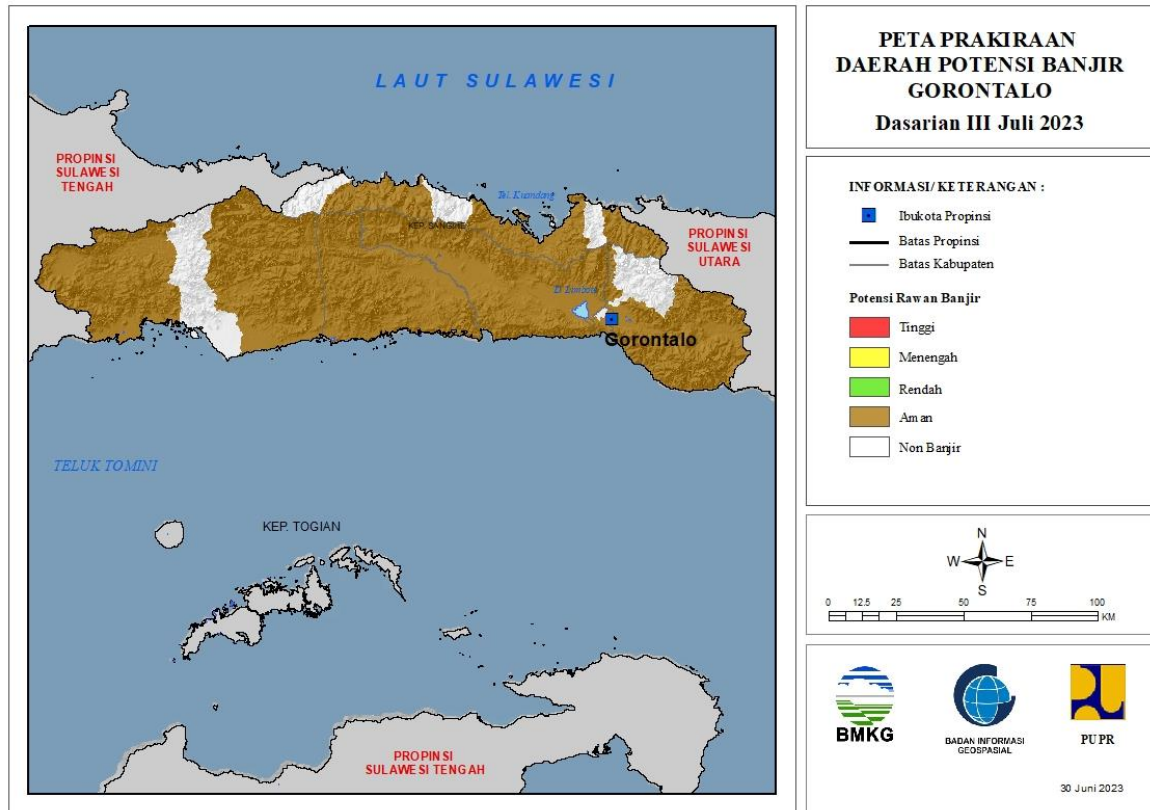 LAUT SULAWESI
PROPINSI
SULAWESI
TENGAH
Tel. Kuandang
KEP. SANGIHE
PROPINSI
SULAWESI
UTARA
Gorontalo
TELUK TOMINI
KEP. TOGIAN
PROPINSI
SULAWESI TENGAH
PETA PRAKIRAAN
DAERAH POTENSI BANJIR
GORONTALO
Dasarian III Juli 2023
INFORMASI/ KETERANGAN :
Ibukota Propinsi
Batas Propinsi
Batas Kabupaten
Potensi Rawan Banjir
Tinggi
Menengah
Rendah
Aman
Non Banjir
N
W E
S
0 12.5 25 50 75 100
KM
BMKG
BADAN INFORMASI
GEOSPASIAL
PUPR
30 Juni 2023